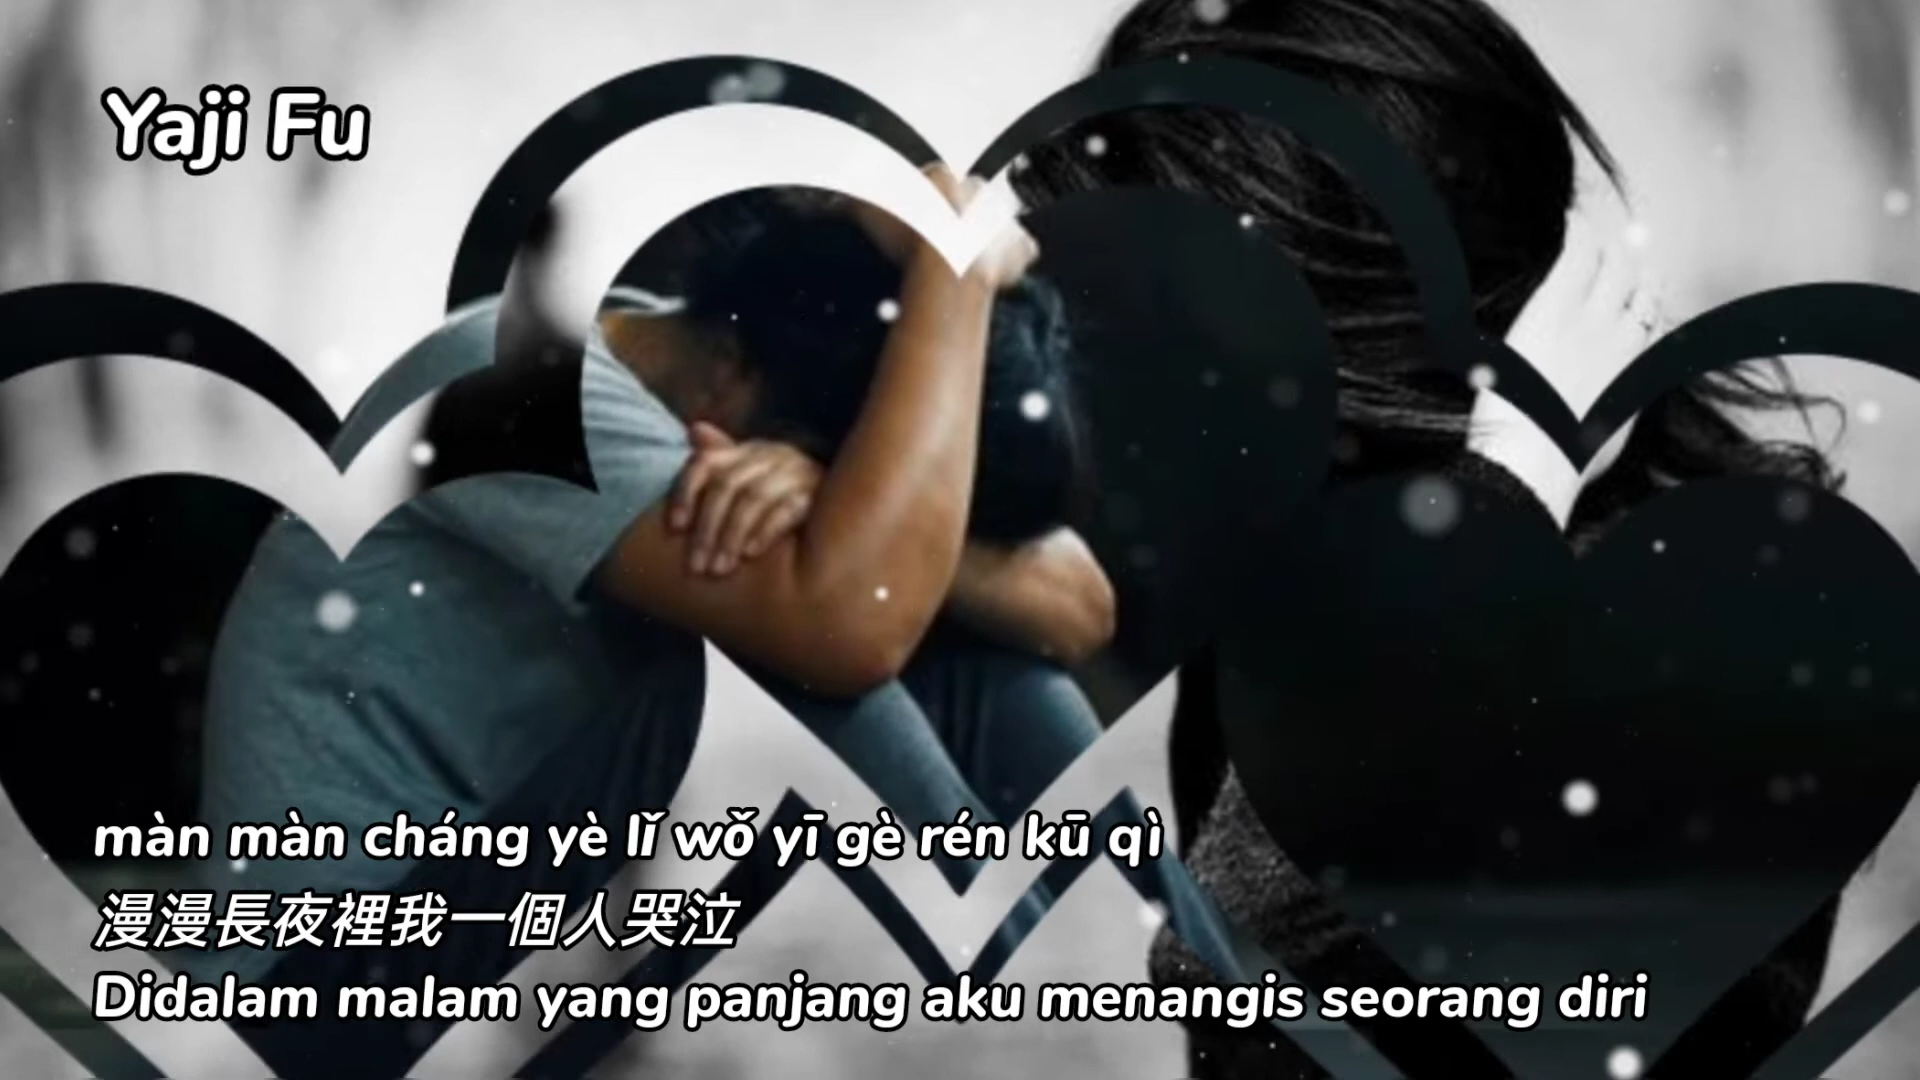 Yaji Fu
màn màn cháng yè lǐ wǒ yī gè rén kū qì
漫漫長夜裡我一個人哭泣
Didalam malam yang panjang aku menangis seorang diri